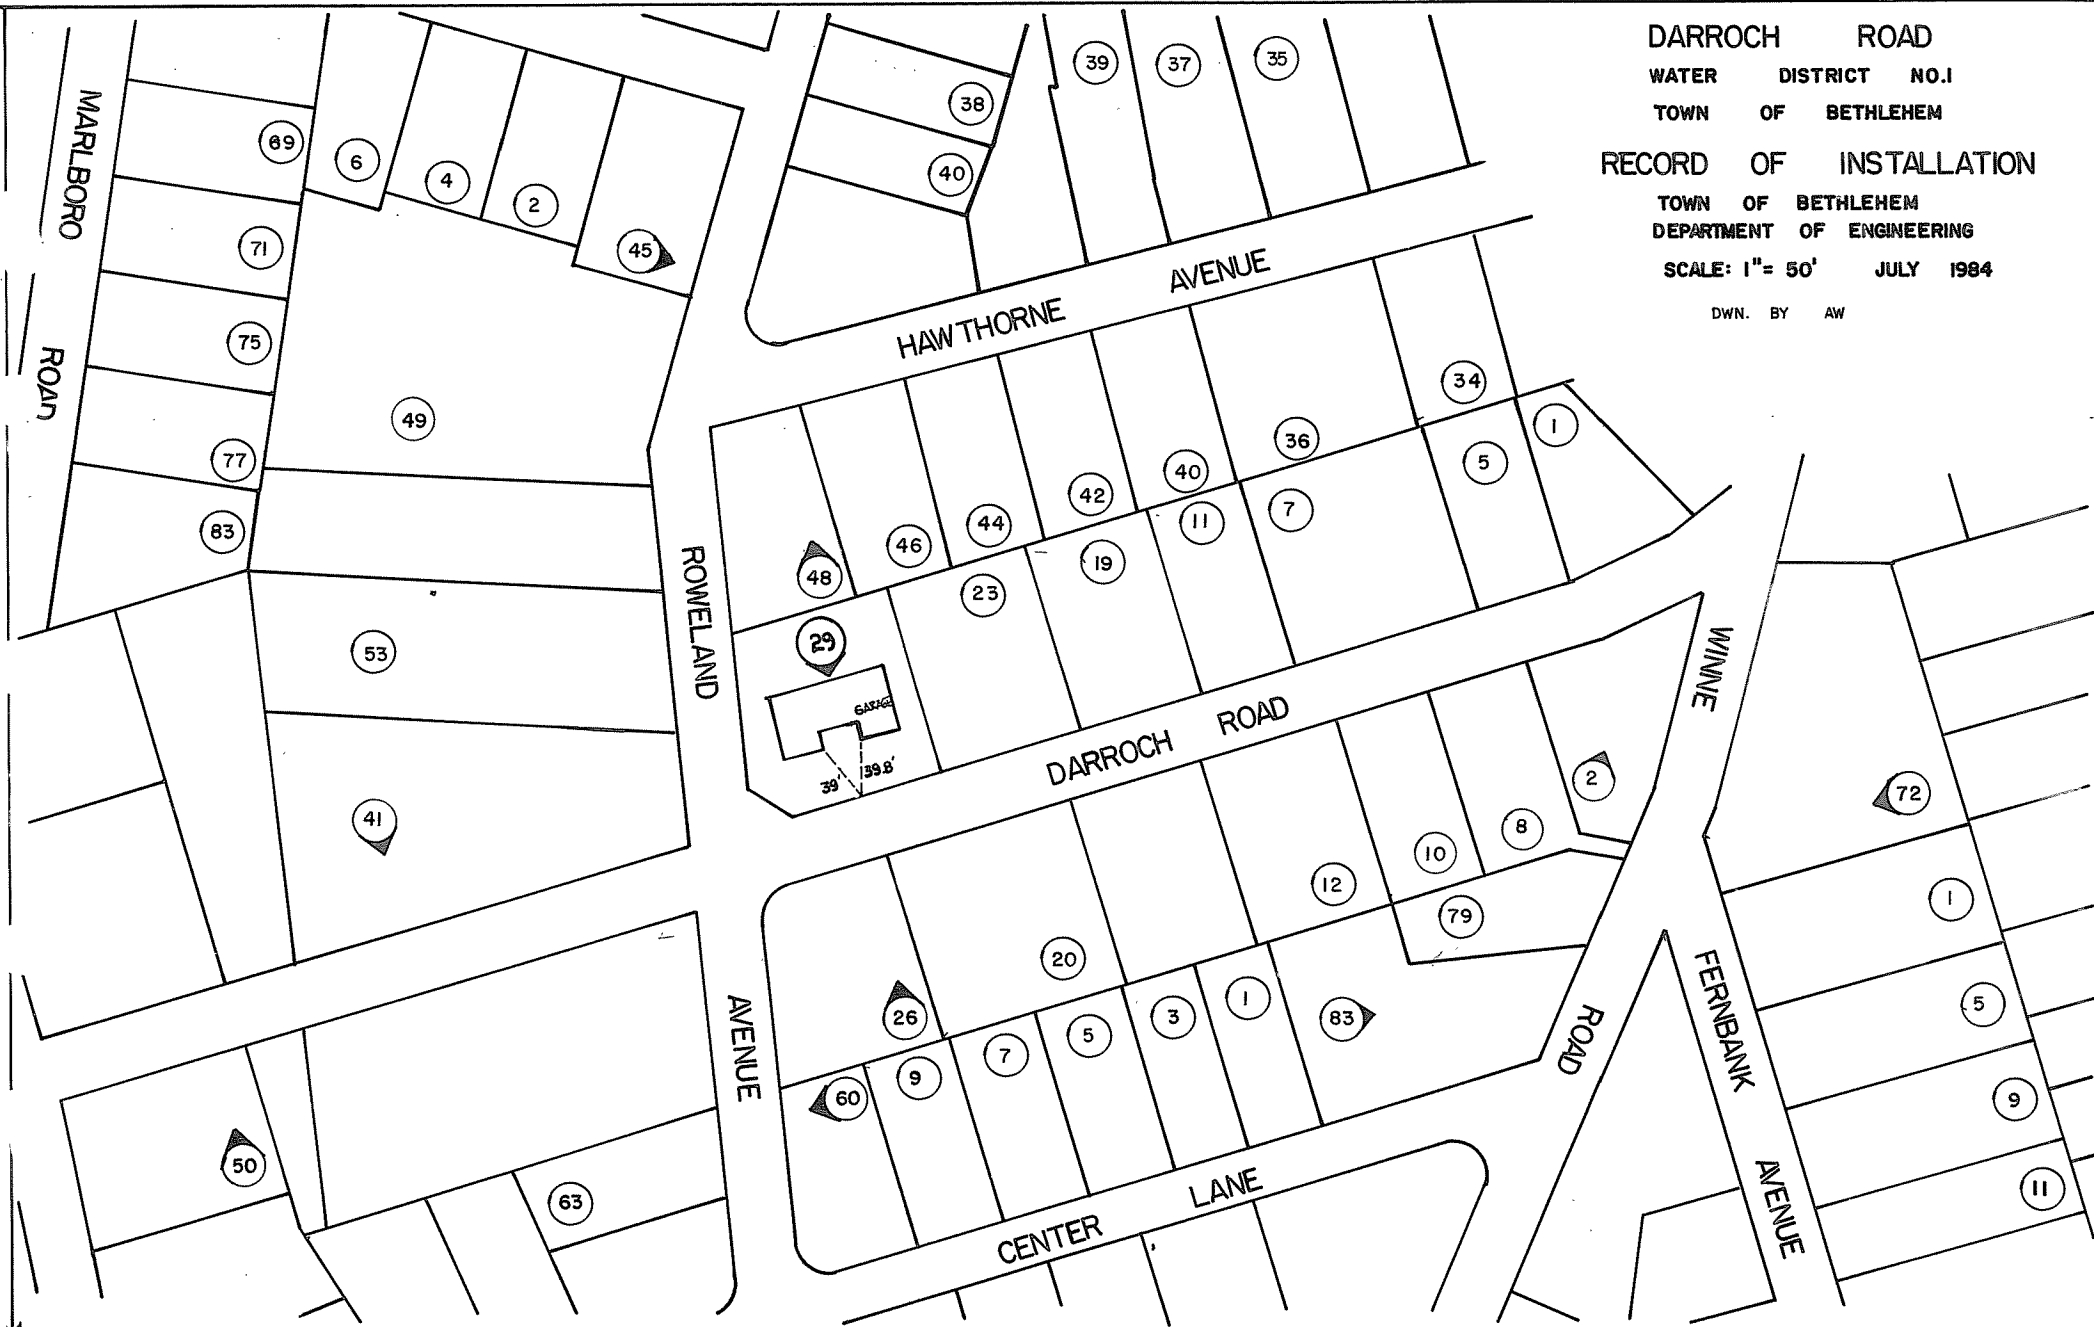 DARROCH ROAD
WATER DISTRICT NO.1
TOWN OF BETHLEHEM
RECORD OF INSTALLATION
TOWN OF BETHLEHEM
DEPARTMENT OF ENGINEERING
SCALE: 1"= 50' JULY 1984
DWN. BY AW
MARLBORO
ROAD
69
71
75
77
83
6
4
2
45
49
53
41
50
63
38
40
39
37
35
HAWTHORNE AVENUE
34
36
40
42
44
46
48
1
5
7
11
19
23
29
GARAGE
39'
39.8'
ROWELAND
AVENUE
DARROCH ROAD
2
8
10
12
20
26
79
83
1
3
5
7
9
60
CENTER LANE
WINNE
ROAD
72
1
5
9
11
FERNBANK
AVENUE